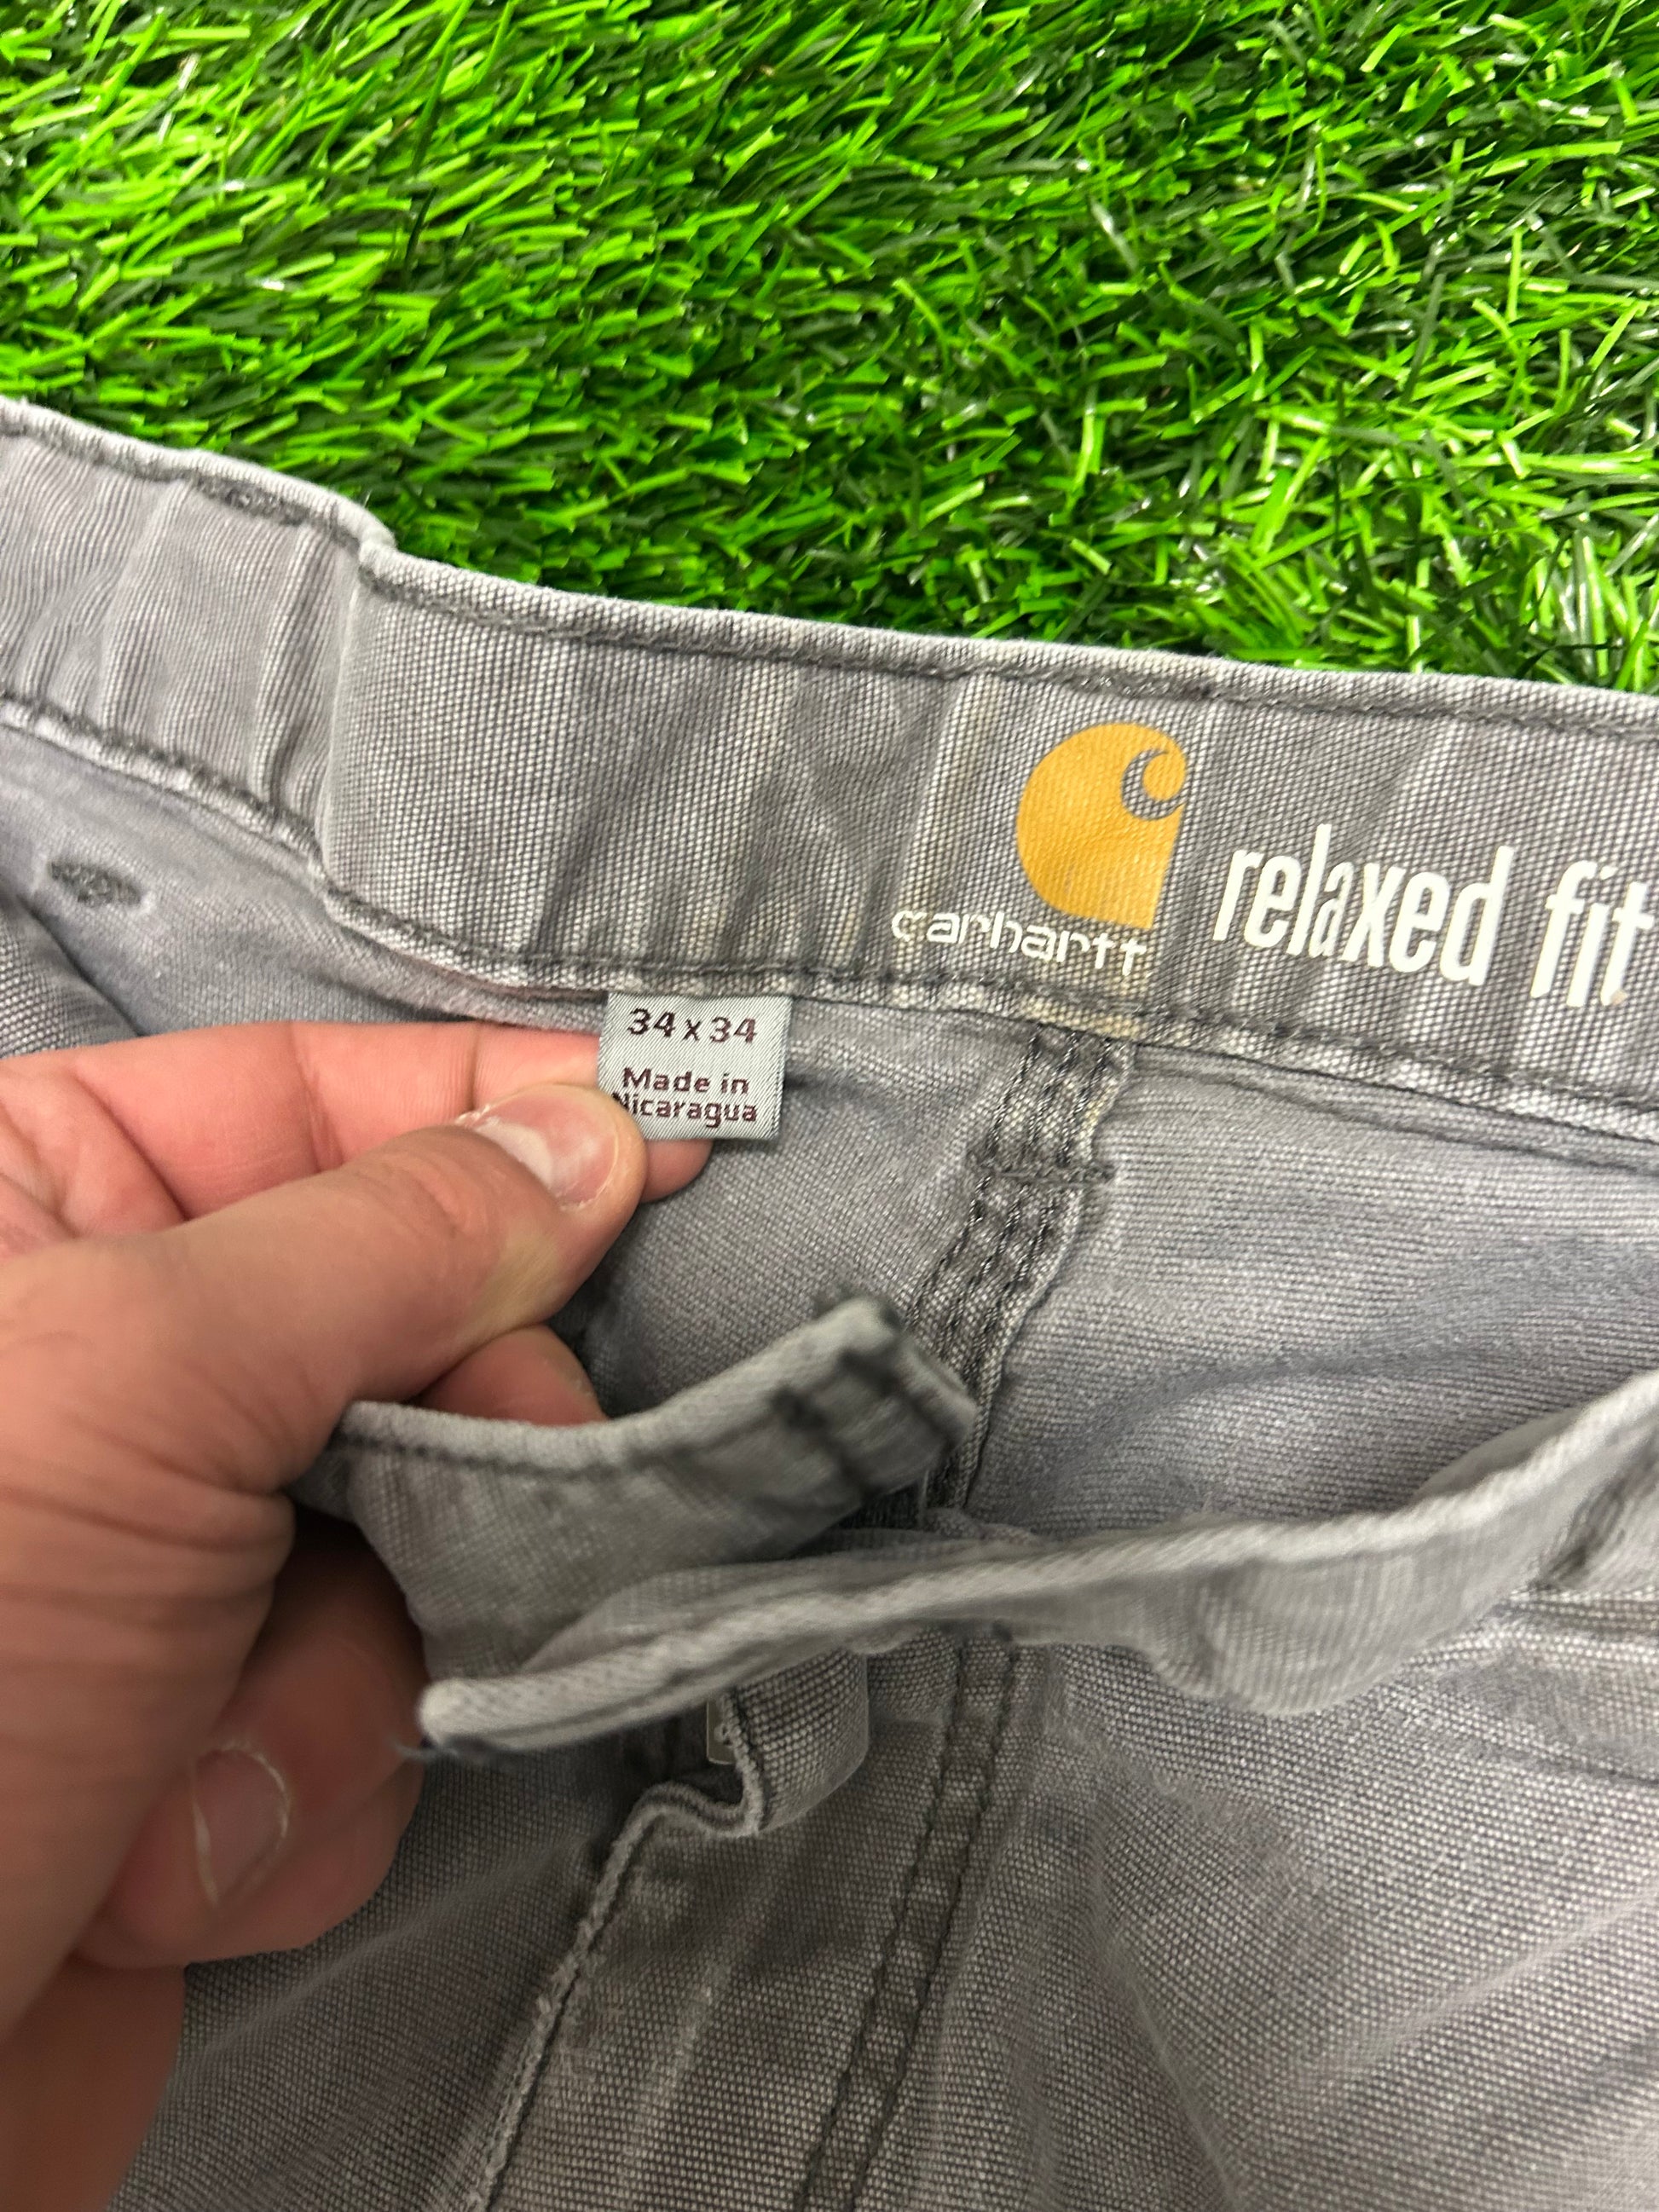 carhartt
relaxed fit
34 x 34
Made in
Nicaragua